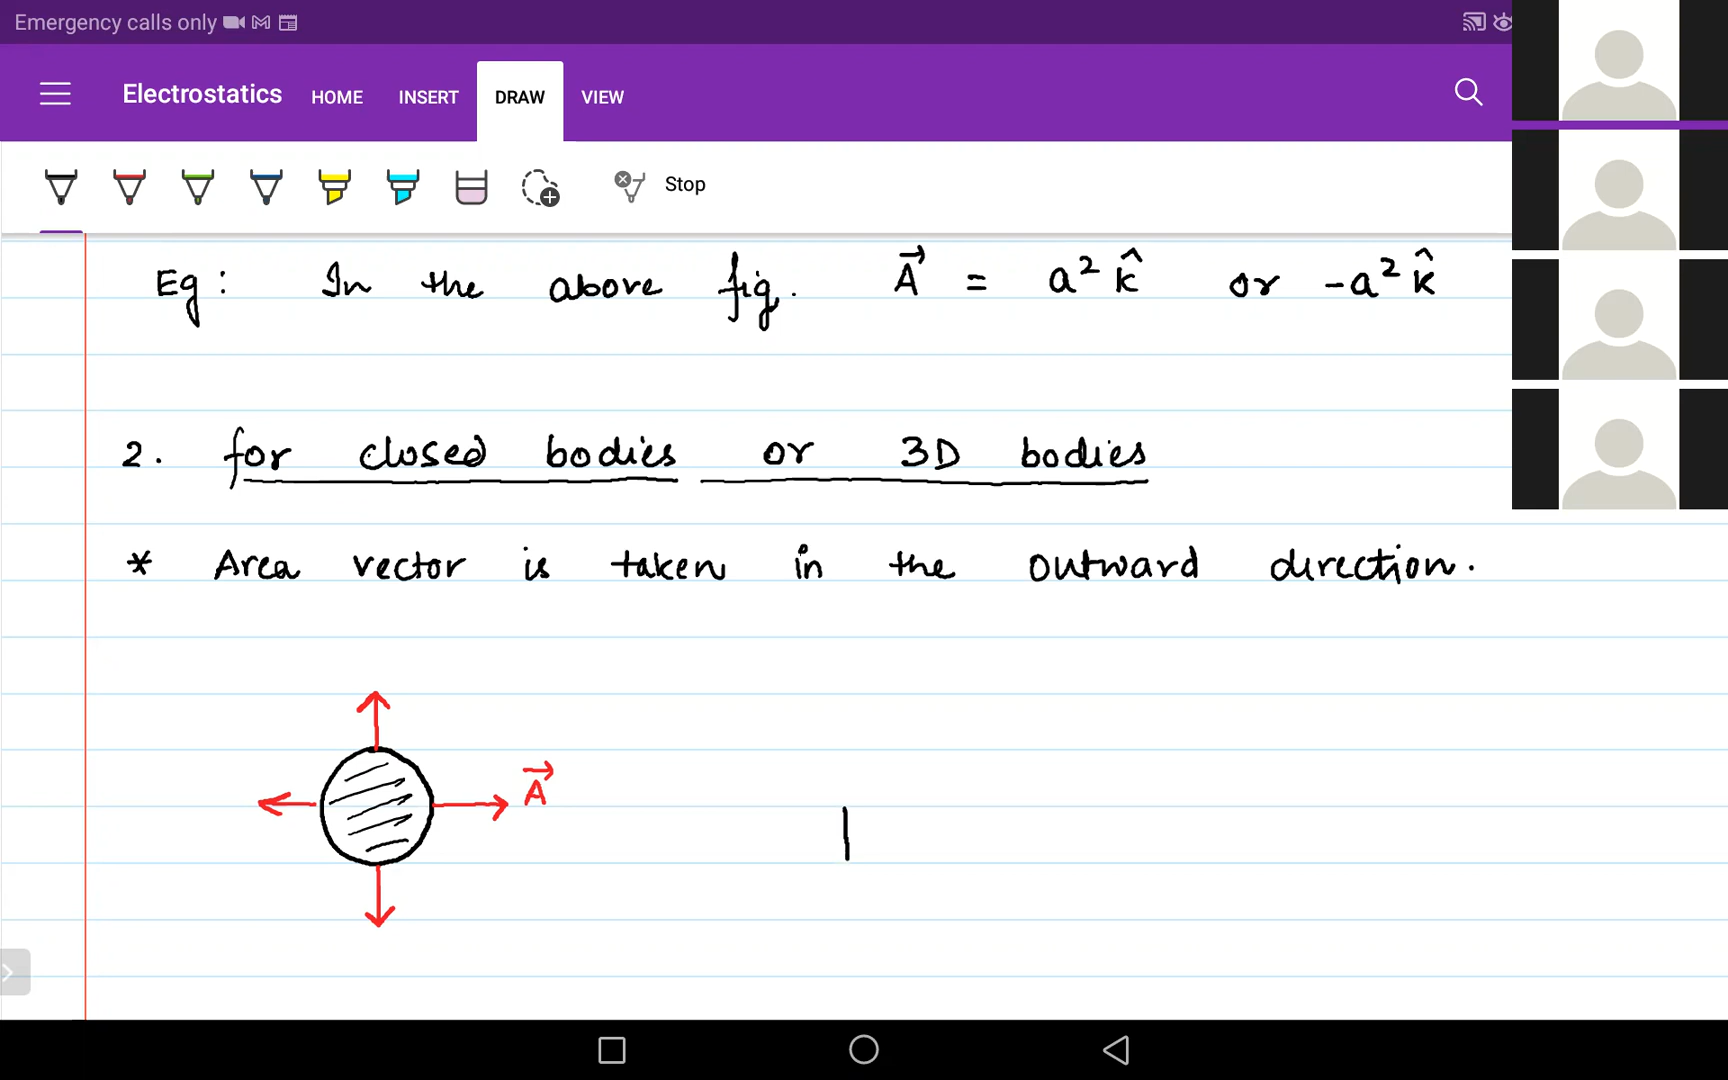 Emergency calls only
Electrostatics HOME INSERT DRAW VIEW
Stop
Eg : In the above fig. A⃗ = a² k̂ or -a² k̂
2. for closed bodies or 3D bodies
* Area vector is taken in the outward direction.
A⃗